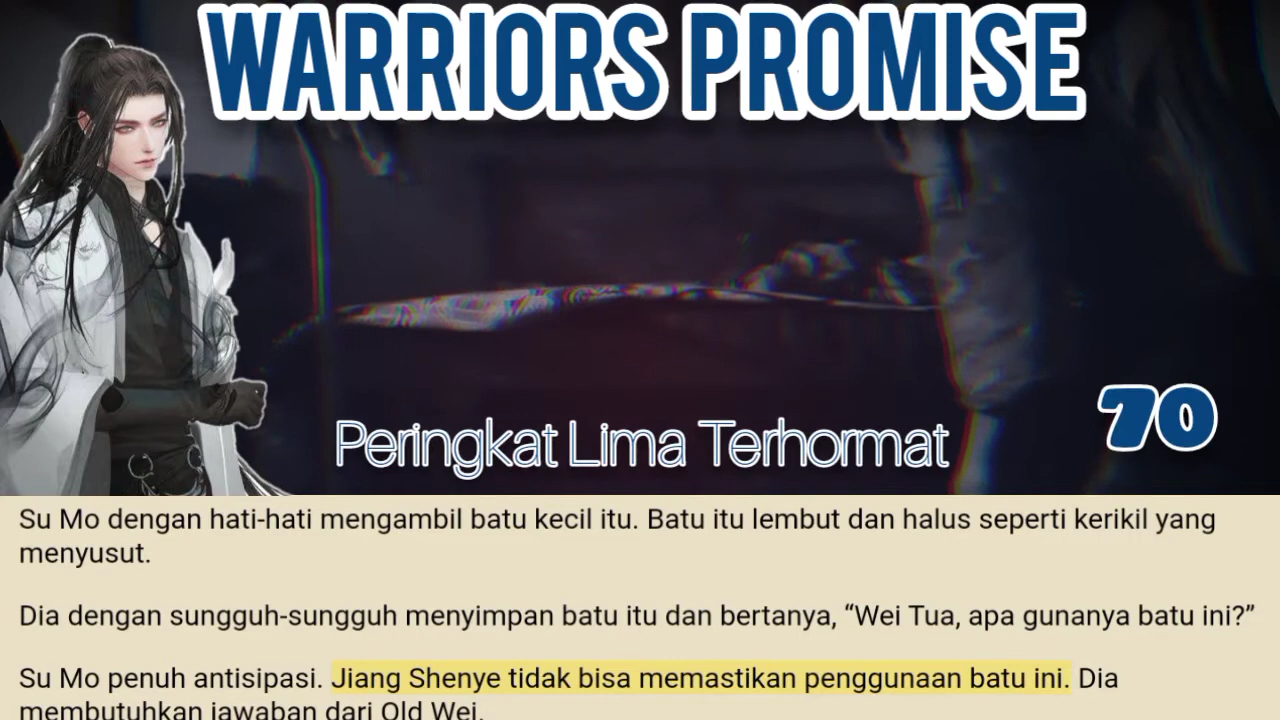 WARRIORS PROMISE
70
Peringkat Lima Terhormat
Su Mo dengan hati-hati mengambil batu kecil itu. Batu itu lembut dan halus seperti kerikil yang
menyusut.
Dia dengan sungguh-sungguh menyimpan batu itu dan bertanya, “Wei Tua, apa gunanya batu ini?”
Su Mo penuh antisipasi. Jiang Shenye tidak bisa memastikan penggunaan batu ini. Dia
membutuhkan jawaban dari Old Wei.